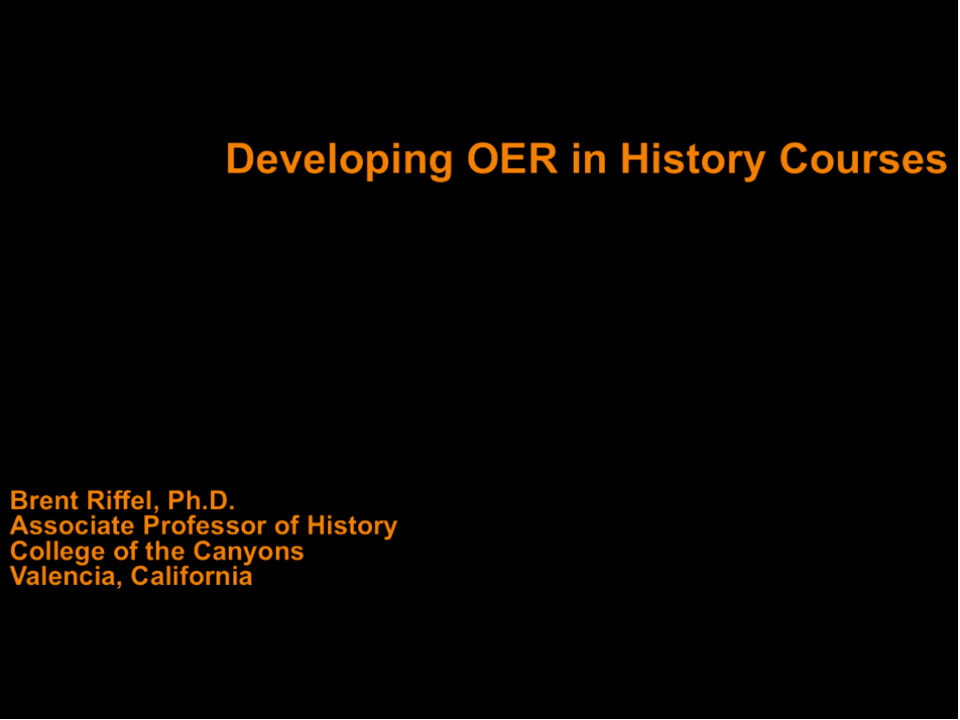 Developing OER in History Courses
Brent Riffel, Ph.D.
Associate Professor of History
College of the Canyons
Valencia, California